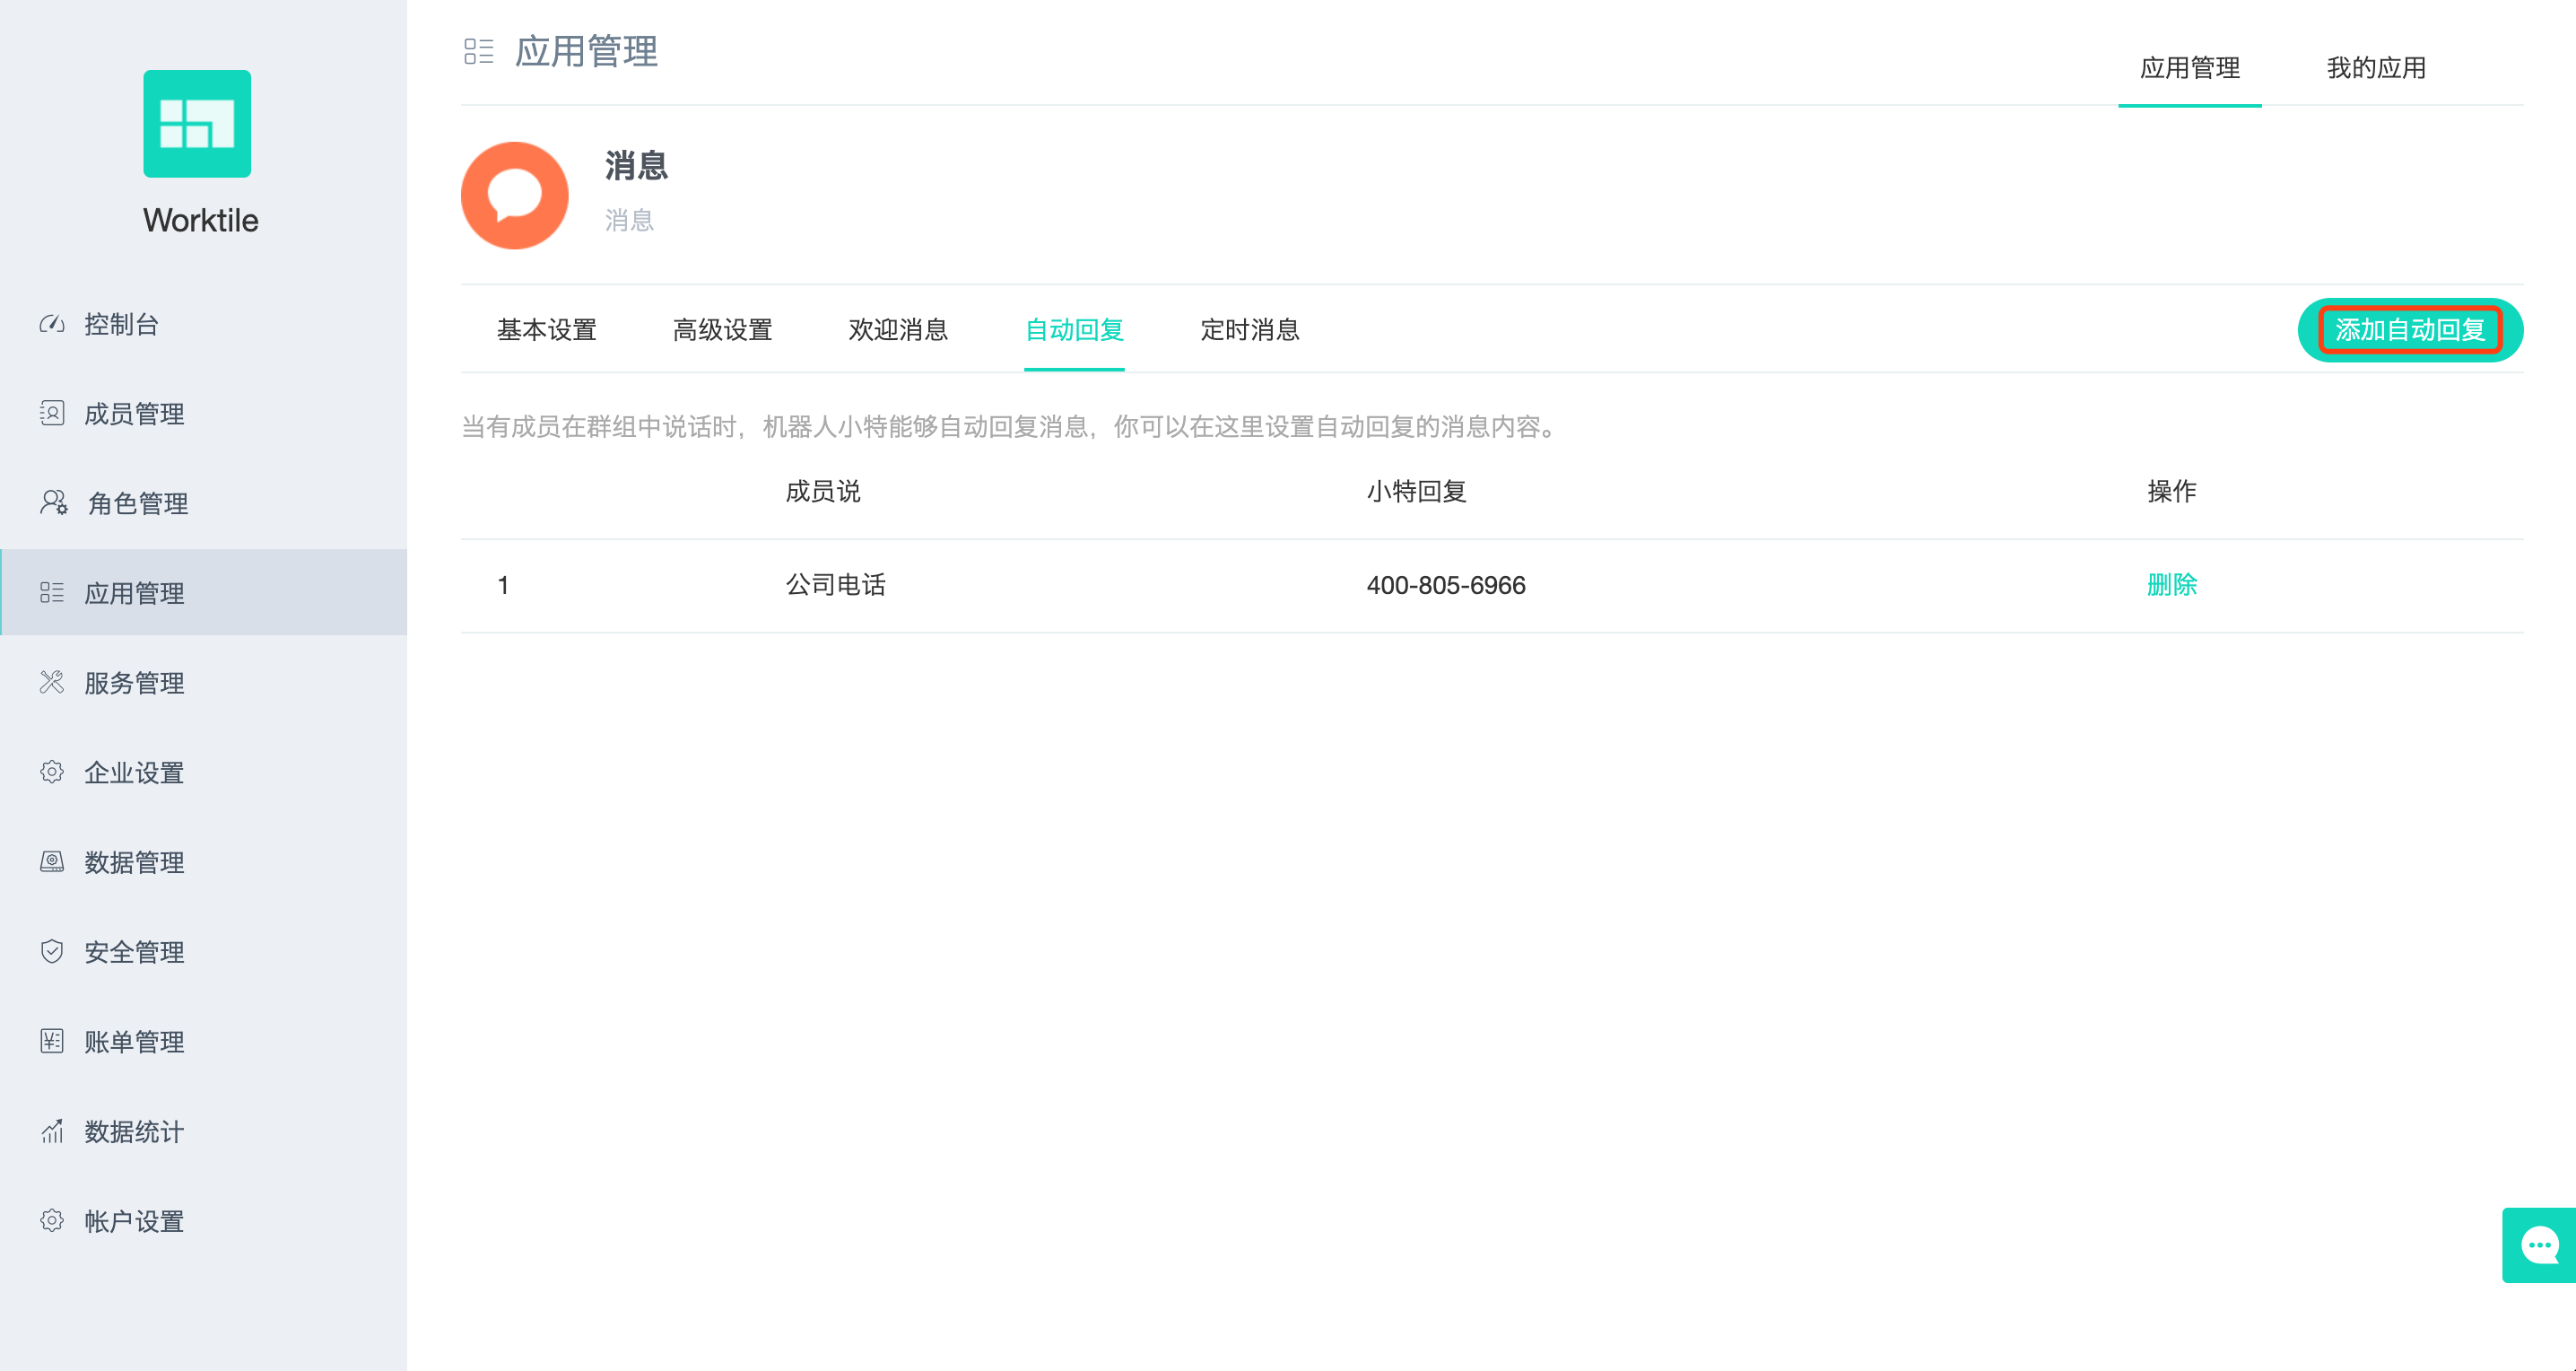 Worktile
控制台
成员管理
角色管理
应用管理
服务管理
企业设置
数据管理
安全管理
账单管理
数据统计
帐户设置
应用管理
应用管理 我的应用
消息
消息
基本设置 高级设置 欢迎消息 自动回复 定时消息 添加自动回复
当有成员在群组中说话时，机器人小特能够自动回复消息，你可以在这里设置自动回复的消息内容。
成员说 小特回复 操作
1 公司电话 400-805-6966 删除